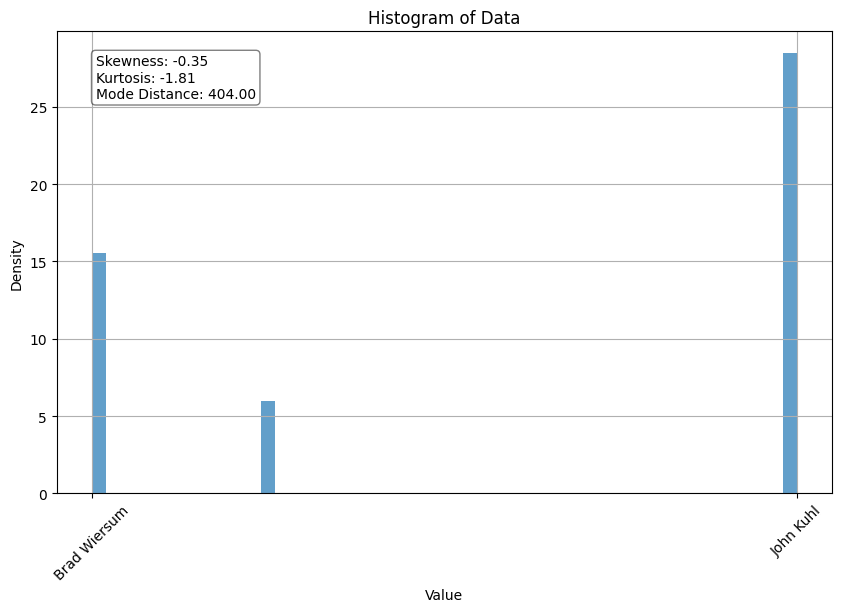 Histogram of Data
Skewness: -0.35
Kurtosis: -1.81
Mode Distance: 404.00
Density
25
20
15
10
5
0
Brad Wiersum
John Kuhl
Value